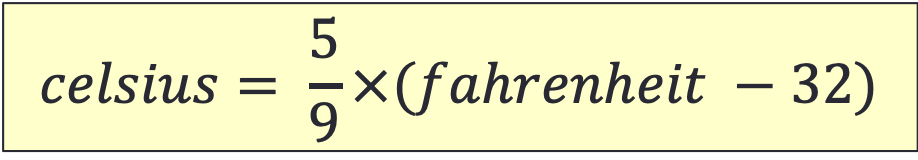 celsius = 5/9 × (fahrenheit − 32)